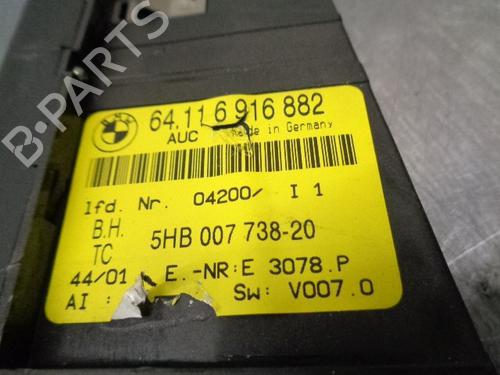 BMW
64.11 6 916 882
AUC
Made in Germany
lfd. Nr. 04200/ I 1
B.H.
TC
5HB 007 738-20
44/01 E.-NR:E 3078.P
AI : Sw: V007.0
B-PARTS